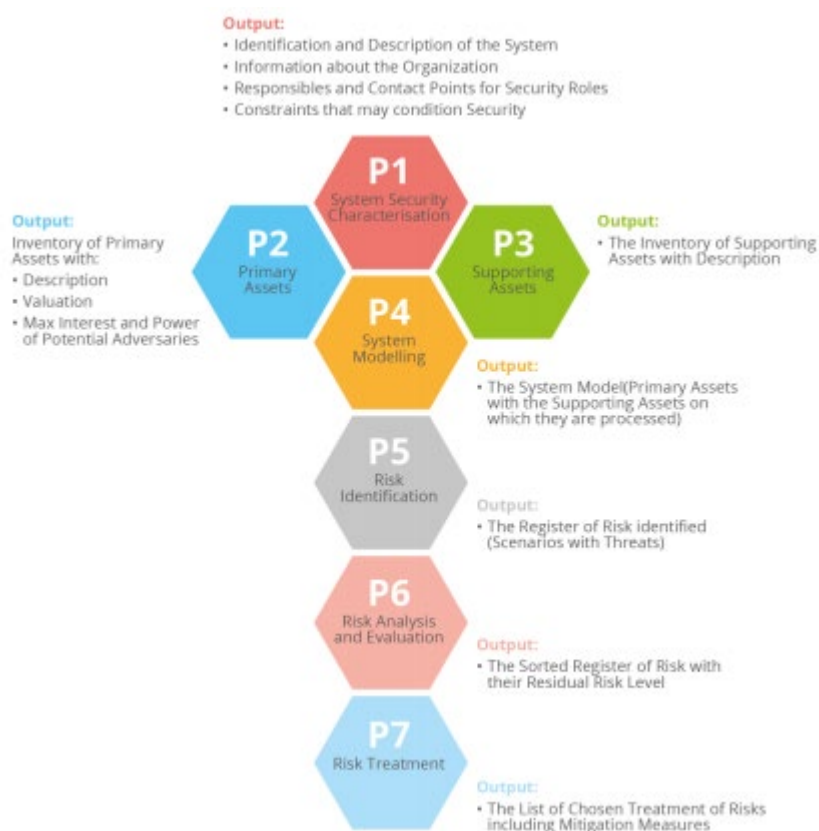 Output:
• Identification and Description of the System
• Information about the Organization
• Responsibles and Contact Points for Security Roles
• Constraints that may condition Security
P1
System Security
Characterisation
Output:
Inventory of Primary
Assets with:
• Description
• Valuation
• Max Interest and Power
of Potential Adversaries
P2
Primary
Assets
P3
Supporting
Assets
Output:
• The Inventory of Supporting
Assets with Description
P4
System
Modelling
Output:
• The System Model(Primary Assets
with the Supporting Assets on
which they are processed)
P5
Risk
Identification
Output:
• The Register of Risk identified
(Scenarios with Threats)
P6
Risk Analysis
and Evaluation
Output:
• The Sorted Register of Risk with
their Residual Risk Level
P7
Risk Treatment
Output:
• The List of Chosen Treatment of Risks
including Mitigation Measures